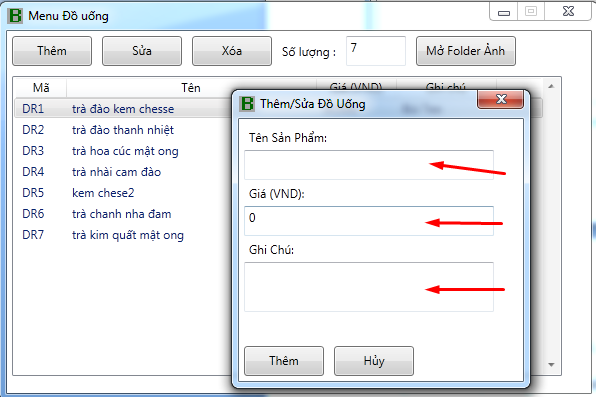 Menu Đồ uống
Thêm Sửa Xóa Số lượng : 7 Mở Folder Ảnh
Mã Tên Giá (VND) Ghi chú
DR1 trà đào kem chesse
DR2 trà đào thanh nhiệt
DR3 trà hoa cúc mật ong
DR4 trà nhài cam đào
DR5 kem chese2
DR6 trà chanh nha đam
DR7 trà kim quất mật ong
Thêm/Sửa Đồ Uống
Tên Sản Phẩm:
Giá (VND):
0
Ghi Chú:
Thêm Hủy